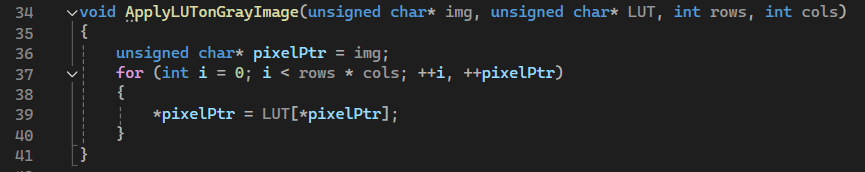 34 void ApplyLUTonGrayImage(unsigned char* img, unsigned char* LUT, int rows, int cols)
35 {
36     unsigned char* pixelPtr = img;
37     for (int i = 0; i < rows * cols; ++i, ++pixelPtr)
38     {
39         *pixelPtr = LUT[*pixelPtr];
40     }
41 }